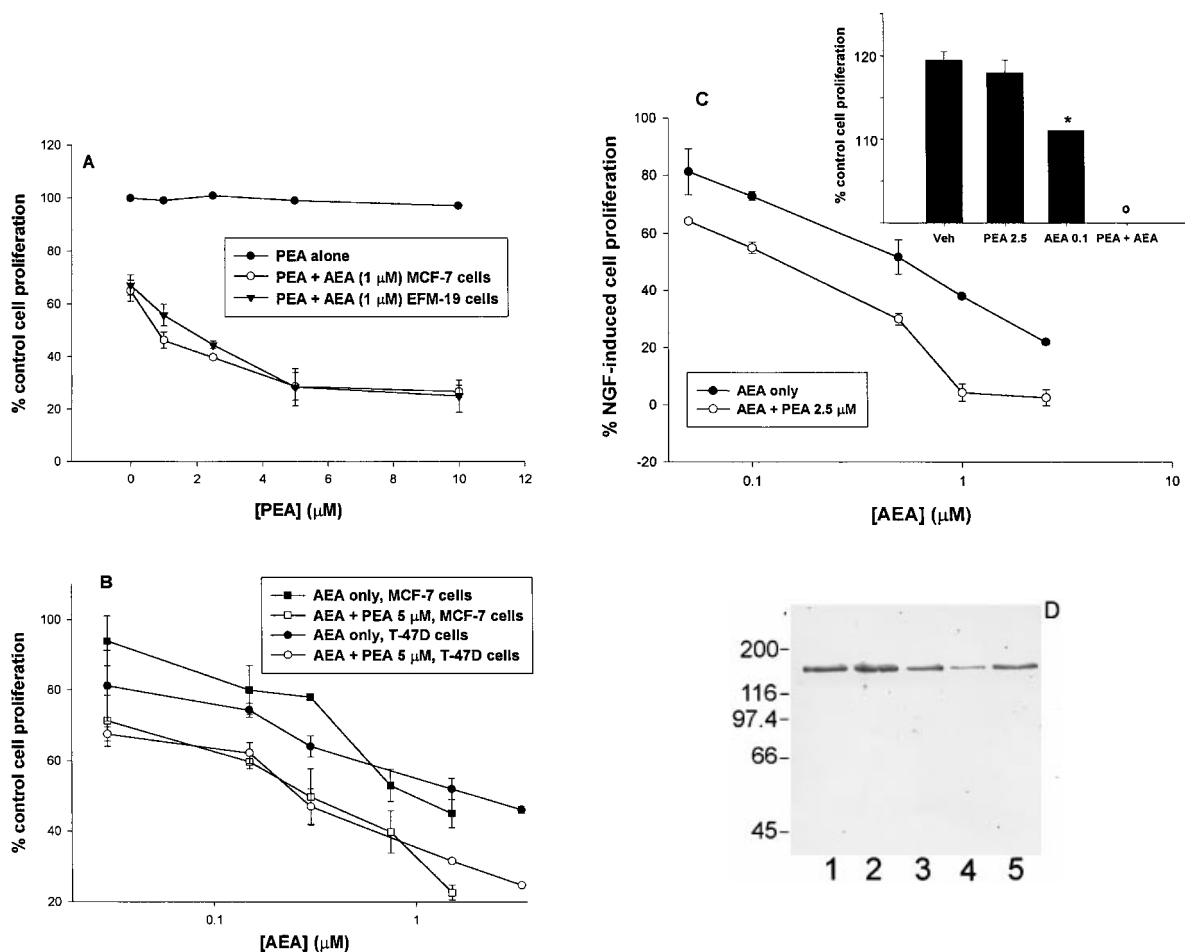 A
% control cell proliferation
120
100
80
60
40
20
0
PEA alone
PEA + AEA (1 μM) MCF-7 cells
PEA + AEA (1 μM) EFM-19 cells
0 2 4 6 8 10 12
[PEA] (μM)
B
% control cell proliferation
100
80
60
40
20
AEA only, MCF-7 cells
AEA + PEA 5 μM, MCF-7 cells
AEA only, T-47D cells
AEA + PEA 5 μM, T-47D cells
0.1 1
[AEA] (μM)
C
% NGF-induced cell proliferation
100
80
60
40
20
0
-20
AEA only
AEA + PEA 2.5 μM
0.1 1 10
[AEA] (μM)
% control cell proliferation
120
110
*
o
Veh PEA 2.5 AEA 0.1 PEA + AEA
D
200
116
97.4
66
45
1 2 3 4 5